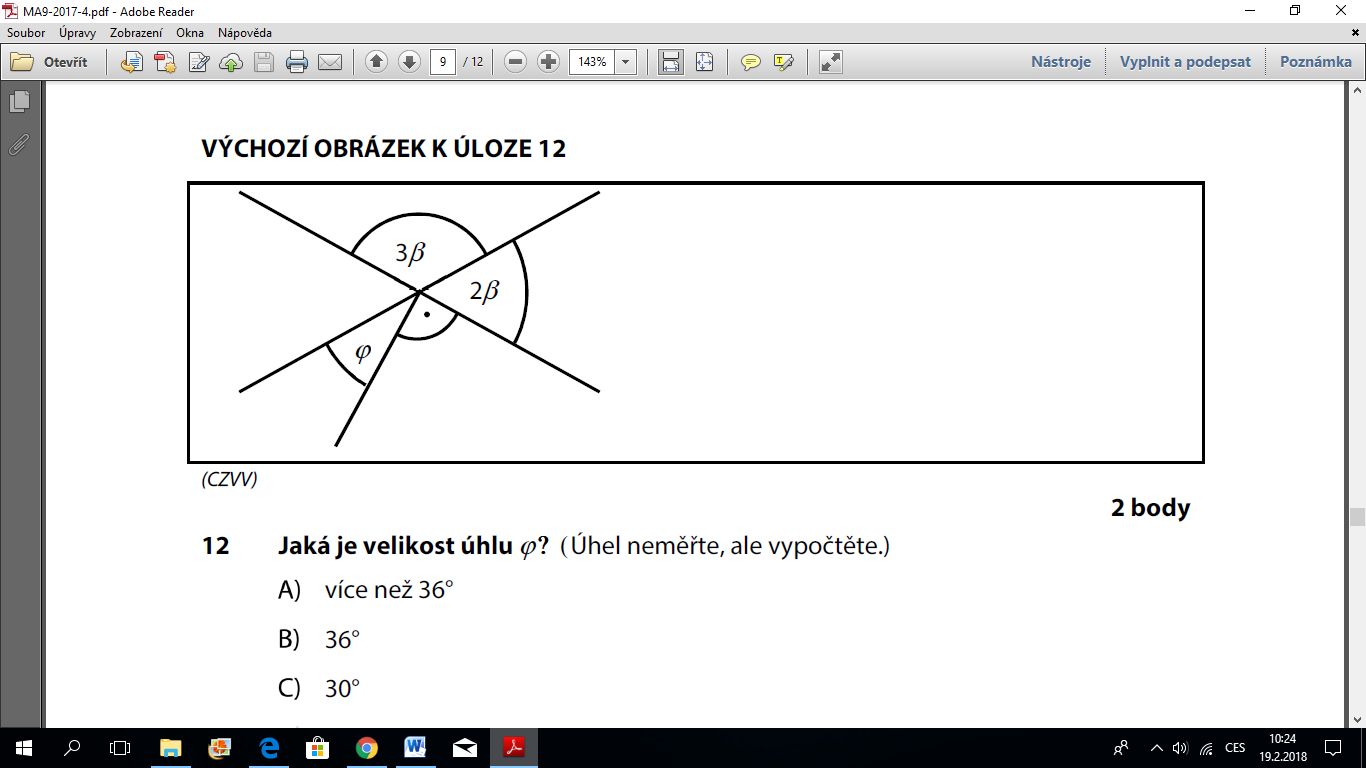 MA9-2017-4.pdf - Adobe Reader
Soubor Úpravy Zobrazení Okna Nápověda
Otevřít 9 / 12 143% Nástroje Vyplnit a podepsat Poznámka
VÝCHOZÍ OBRÁZEK K ÚLOZE 12
3β
2β
φ
(CZVV)
2 body
12 Jaká je velikost úhlu φ? (Úhel neměřte, ale vypočtěte.)
A) více než 36°
B) 36°
C) 30°
CES
10:24
19.2.2018